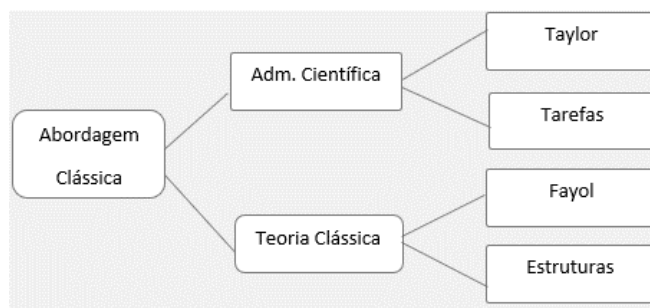 Abordagem
Clássica
Adm. Científica
Teoria Clássica
Taylor
Tarefas
Fayol
Estruturas